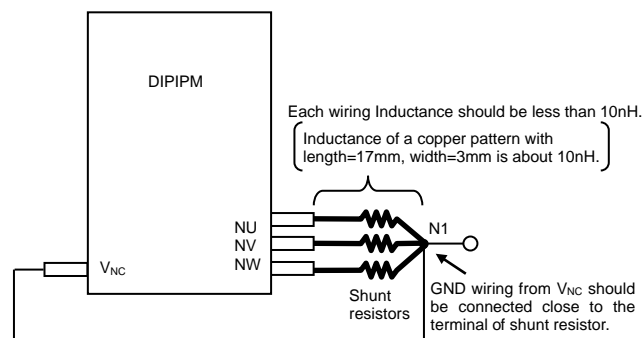 DIPIPM
Each wiring Inductance should be less than 10nH.
Inductance of a copper pattern with
length=17mm, width=3mm is about 10nH.
NU
NV
NW
N1
VNC
Shunt
resistors
GND wiring from VNC should
be connected close to the
terminal of shunt resistor.